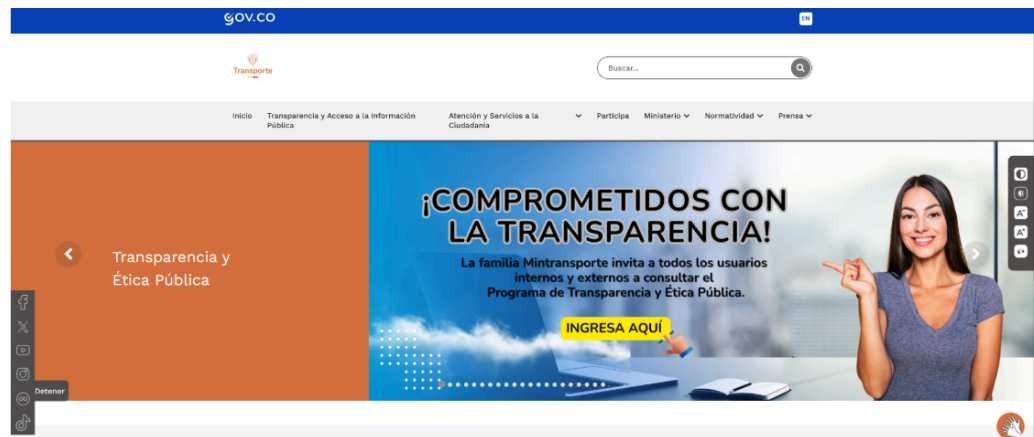 GOV.CO
EN
Transporte
Buscar...
Inicio
Transparencia y Acceso a la Información
Pública
Atención y Servicios a la
Ciudadanía
Participa
Ministerio
Normatividad
Prensa
Transparencia y
Ética Pública
¡COMPROMETIDOS CON
LA TRANSPARENCIA!
La familia Mintransporte invita a todos los usuarios
internos y externos a consultar el
Programa de Transparencia y Ética Pública.
INGRESA AQUÍ
Detener